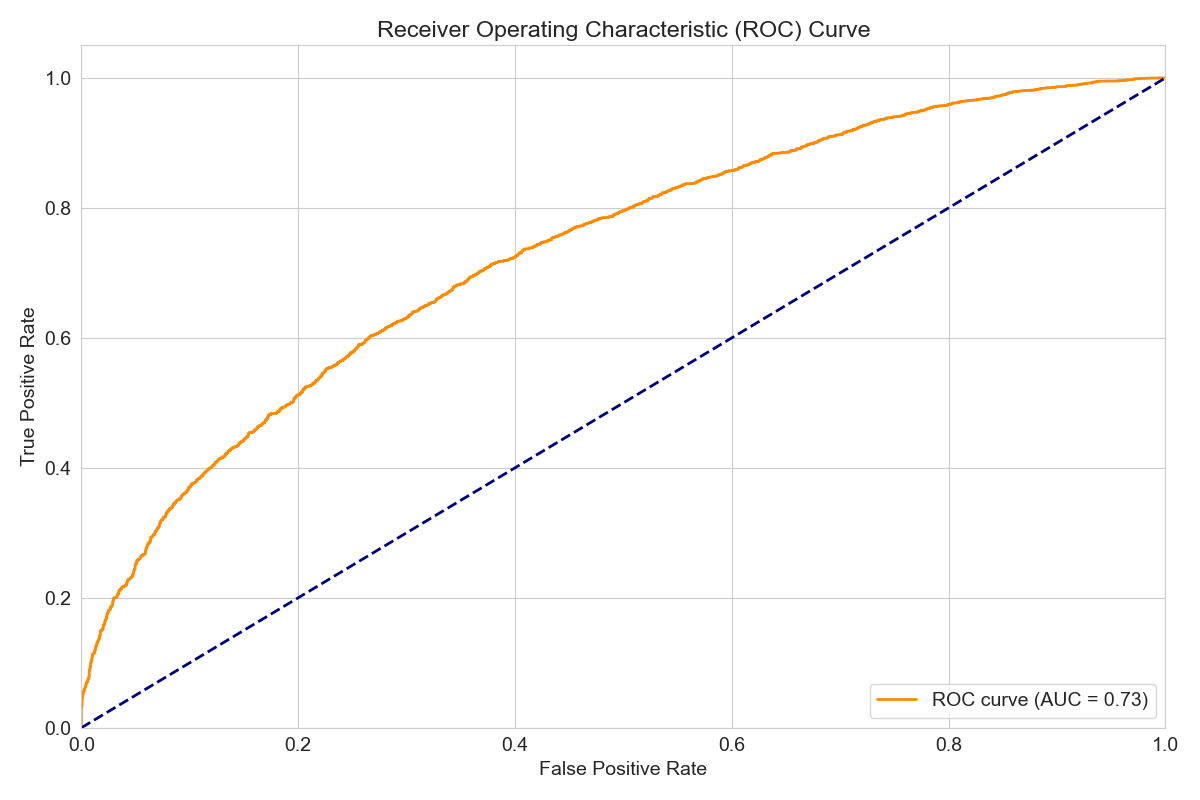 Receiver Operating Characteristic (ROC) Curve
1.0
0.8
0.6
0.4
0.2
0.0
True Positive Rate
ROC curve (AUC = 0.73)
0.0 0.2 0.4 0.6 0.8 1.0
False Positive Rate